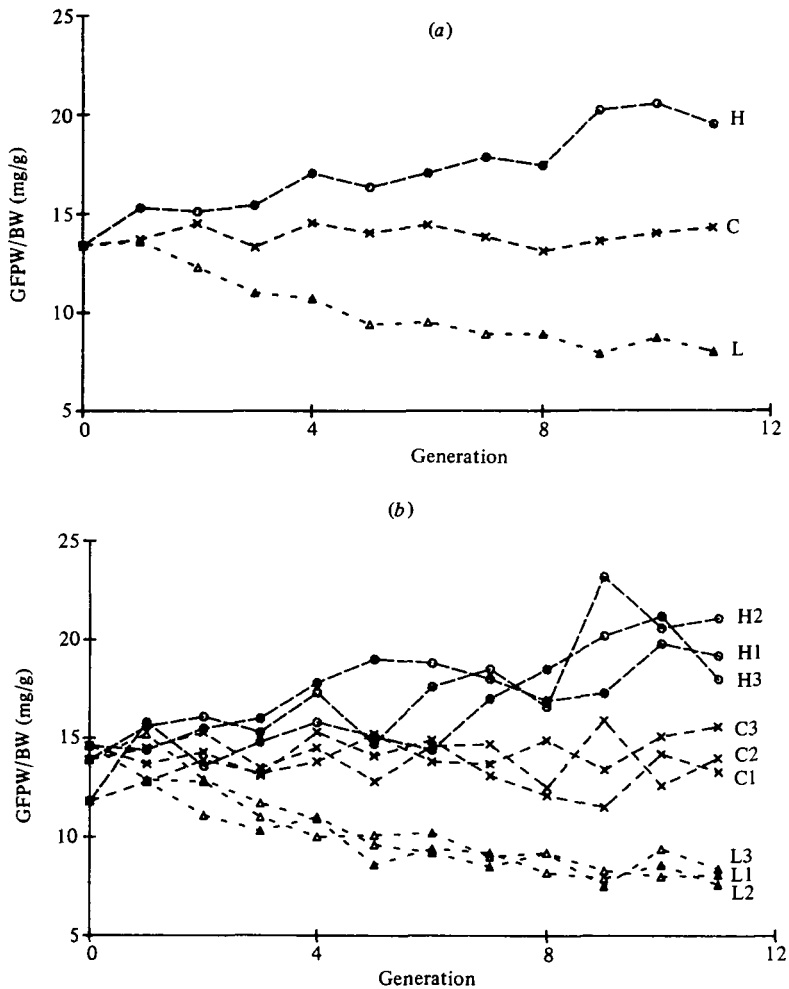 (a)
25
20
15
10
5
GFPW/BW (mg/g)
H
C
L
0
4
8
12
Generation
(b)
25
20
15
10
5
GFPW/BW (mg/g)
H2
H1
H3
C3
C2
C1
L3
L1
L2
0
4
8
12
Generation